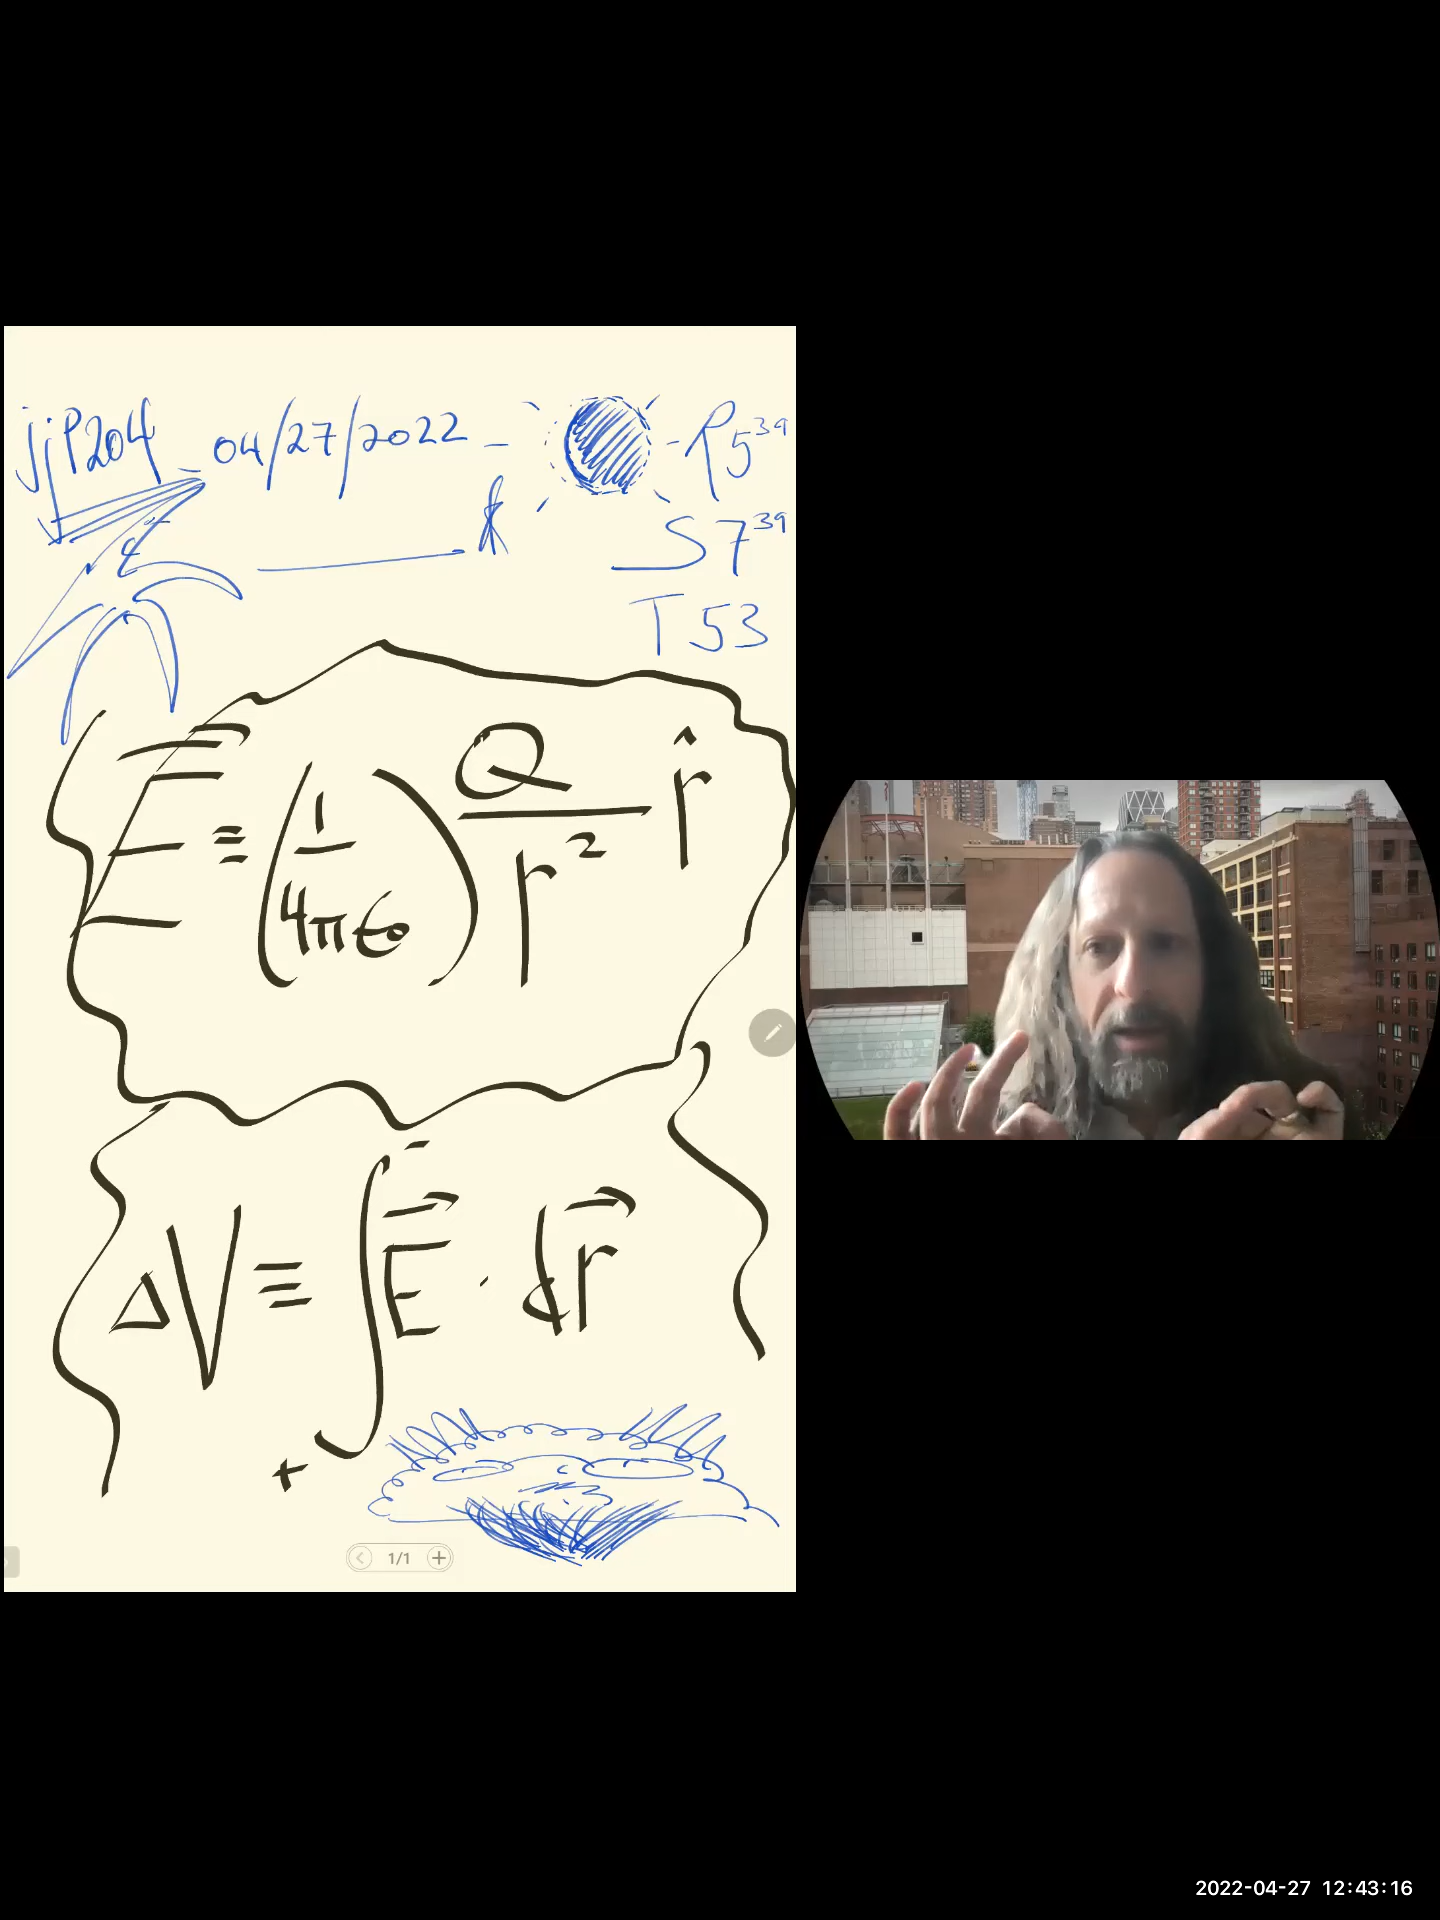 jjP204 - 04/27/2022 - - R5³⁹
S7³⁹
T 53
E⃗ = (1/4πε₀) Q/r² r̂
ΔV ≡ ∫₊⁻ E⃗ · dr⃗
1/1
2022-04-27 12:43:16